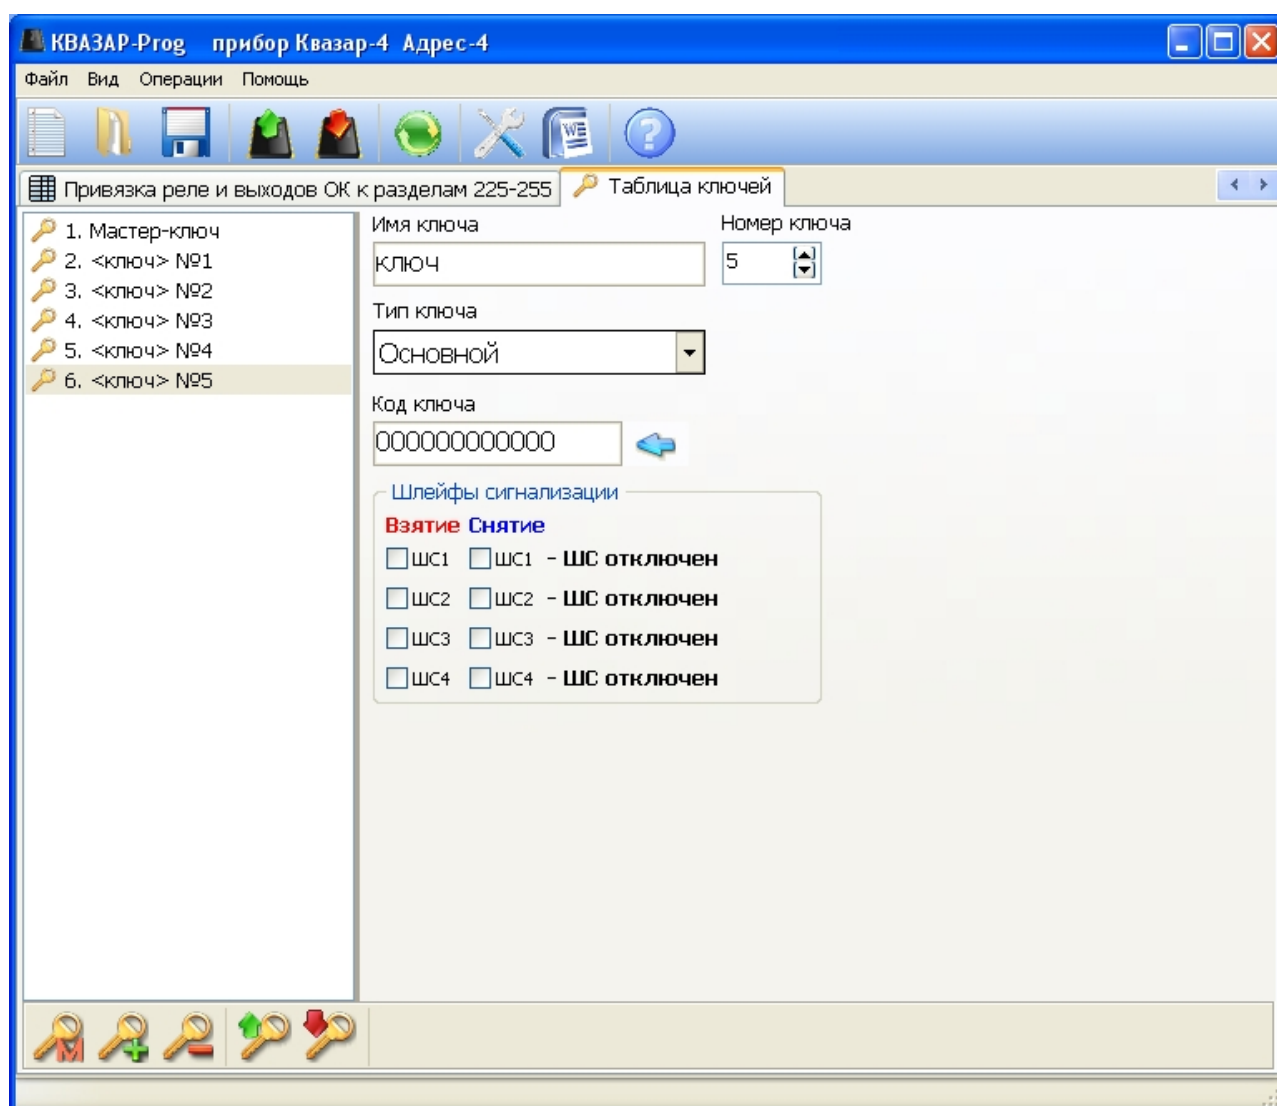 КВАЗАР-Prog прибор Квазар-4 Адрес-4
Файл Вид Операции Помощь
Привязка реле и выходов ОК к разделам 225-255 Таблица ключей
1. Мастер-ключ
2. <ключ> №1
3. <ключ> №2
4. <ключ> №3
5. <ключ> №4
6. <ключ> №5
Имя ключа Номер ключа
ключ 5
Тип ключа
Основной
Код ключа
000000000000
Шлейфы сигнализации
Взятие Снятие
ШС1 ШС1 - ШС отключен
ШС2 ШС2 - ШС отключен
ШС3 ШС3 - ШС отключен
ШС4 ШС4 - ШС отключен